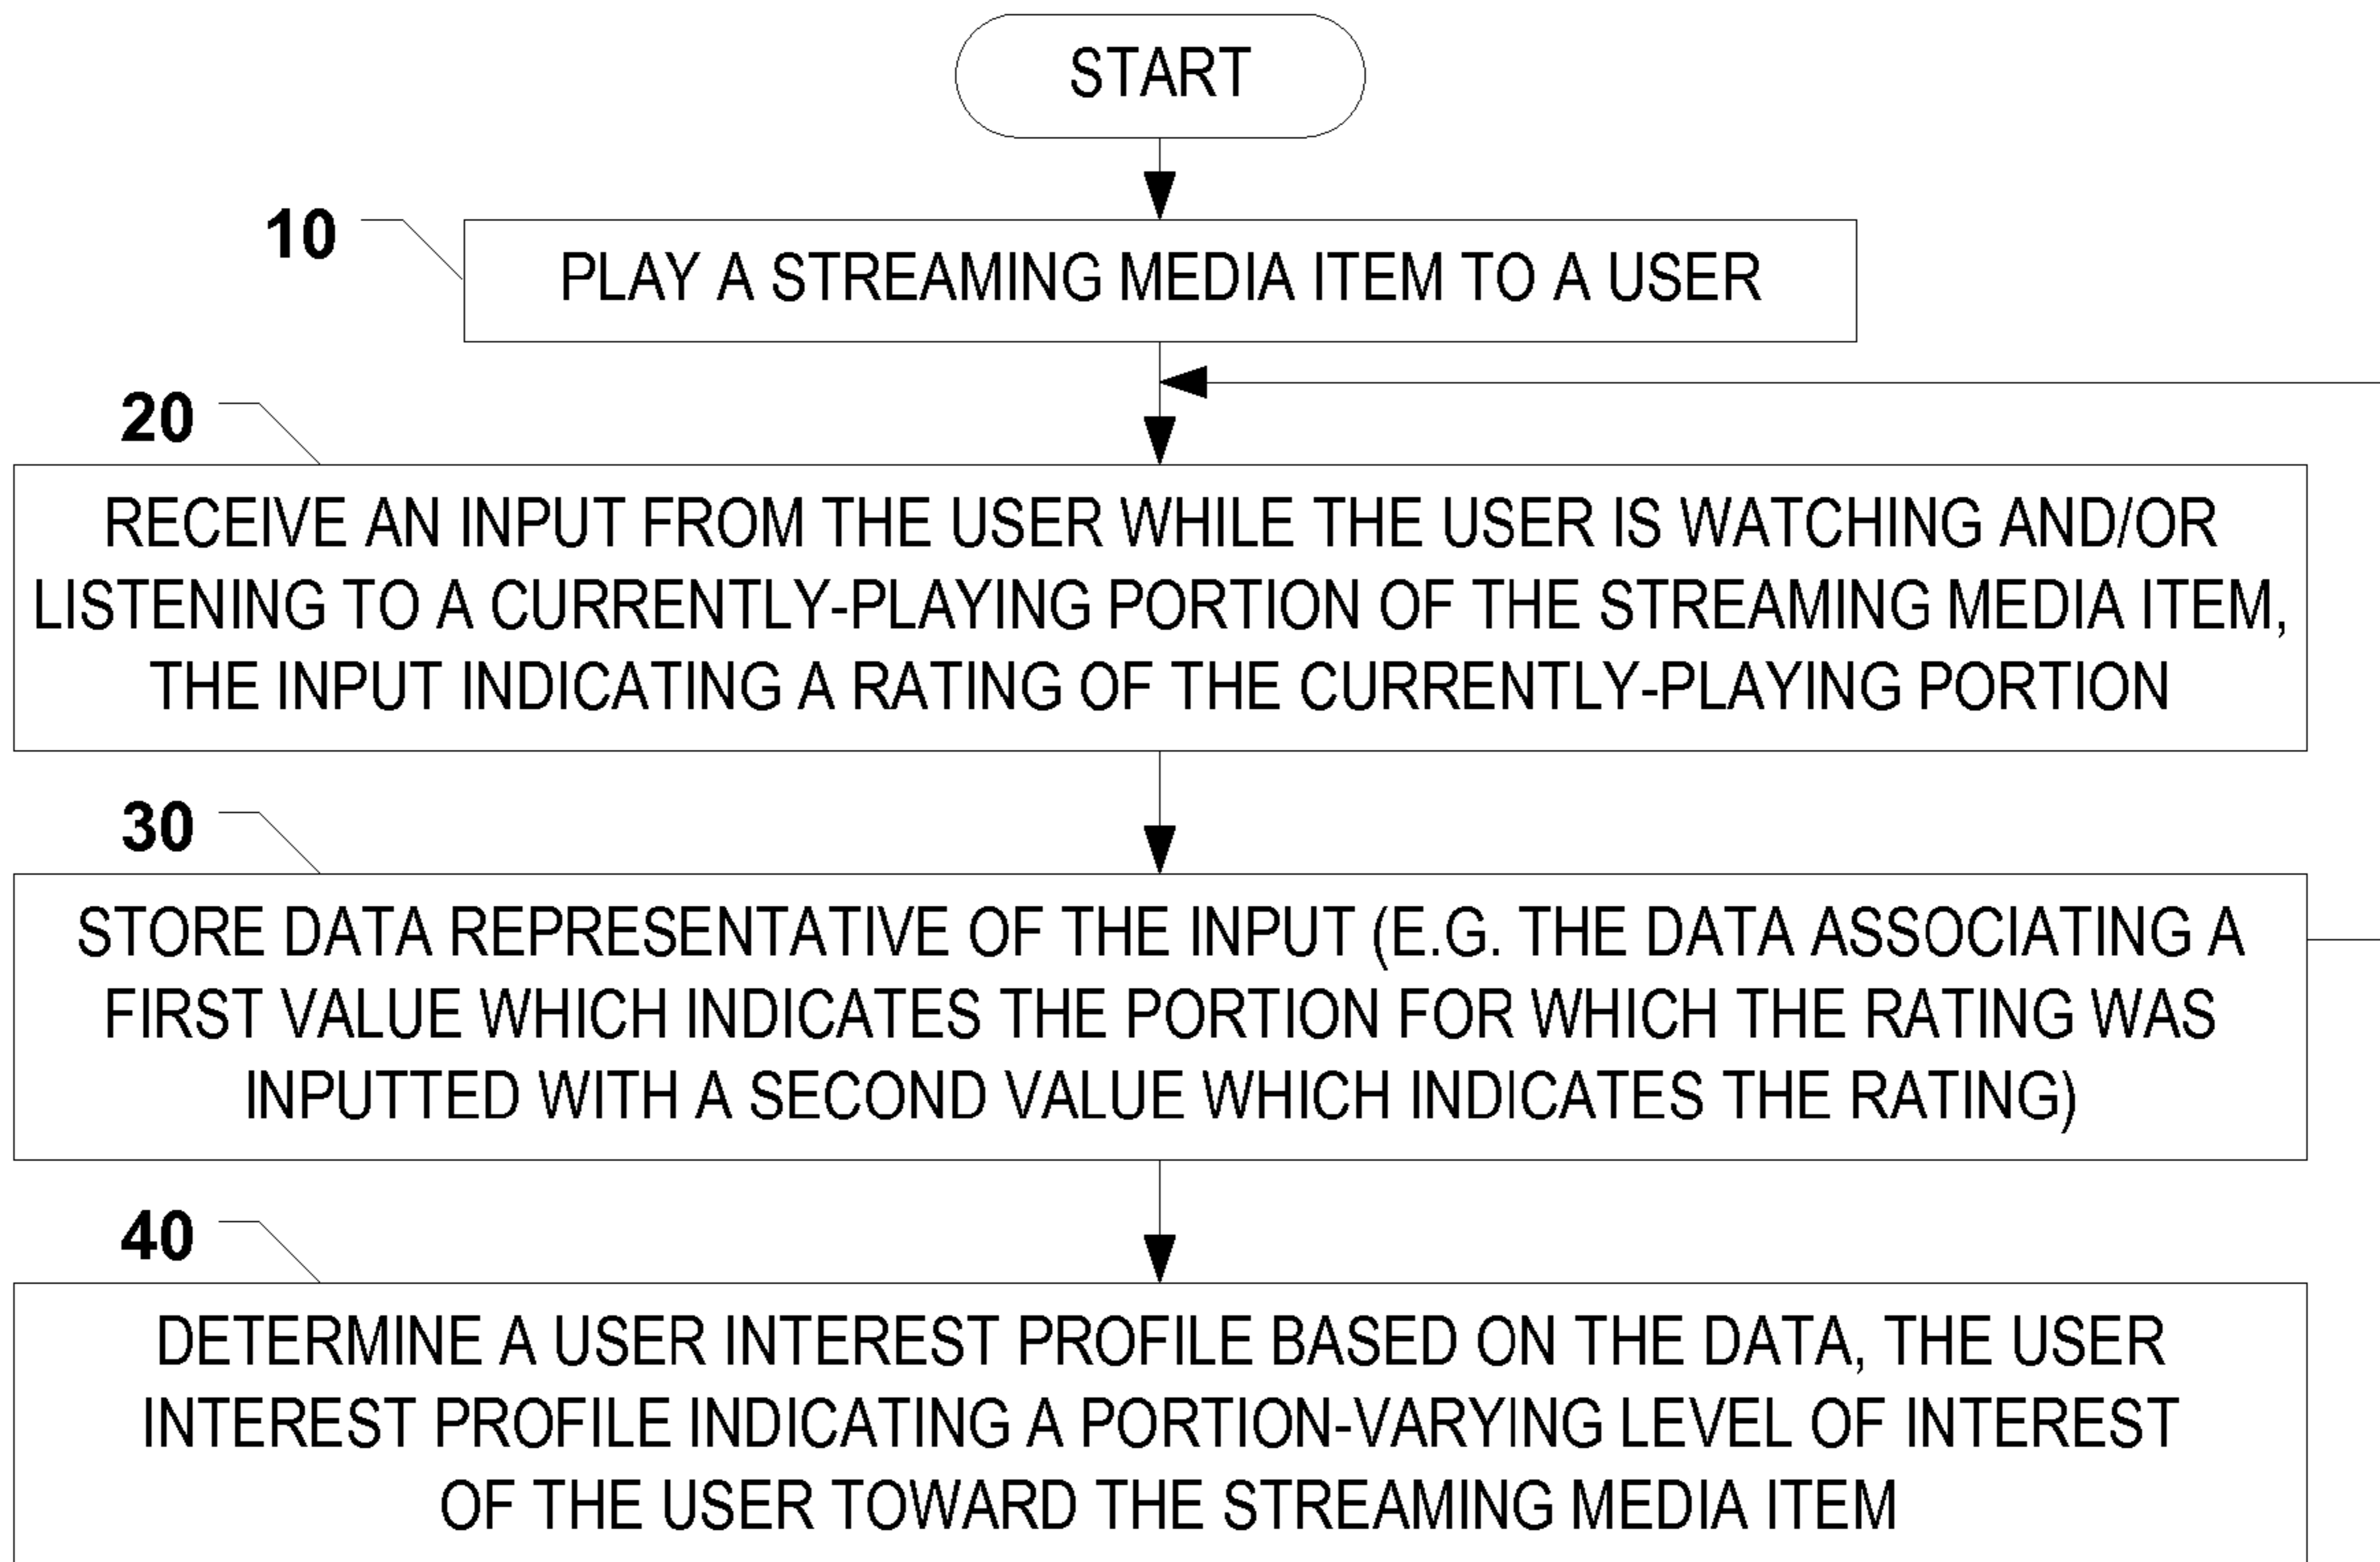 START
10
PLAY A STREAMING MEDIA ITEM TO A USER
20
RECEIVE AN INPUT FROM THE USER WHILE THE USER IS WATCHING AND/OR
LISTENING TO A CURRENTLY-PLAYING PORTION OF THE STREAMING MEDIA ITEM,
THE INPUT INDICATING A RATING OF THE CURRENTLY-PLAYING PORTION
30
STORE DATA REPRESENTATIVE OF THE INPUT (E.G. THE DATA ASSOCIATING A
FIRST VALUE WHICH INDICATES THE PORTION FOR WHICH THE RATING WAS
INPUTTED WITH A SECOND VALUE WHICH INDICATES THE RATING)
40
DETERMINE A USER INTEREST PROFILE BASED ON THE DATA, THE USER
INTEREST PROFILE INDICATING A PORTION-VARYING LEVEL OF INTEREST
OF THE USER TOWARD THE STREAMING MEDIA ITEM